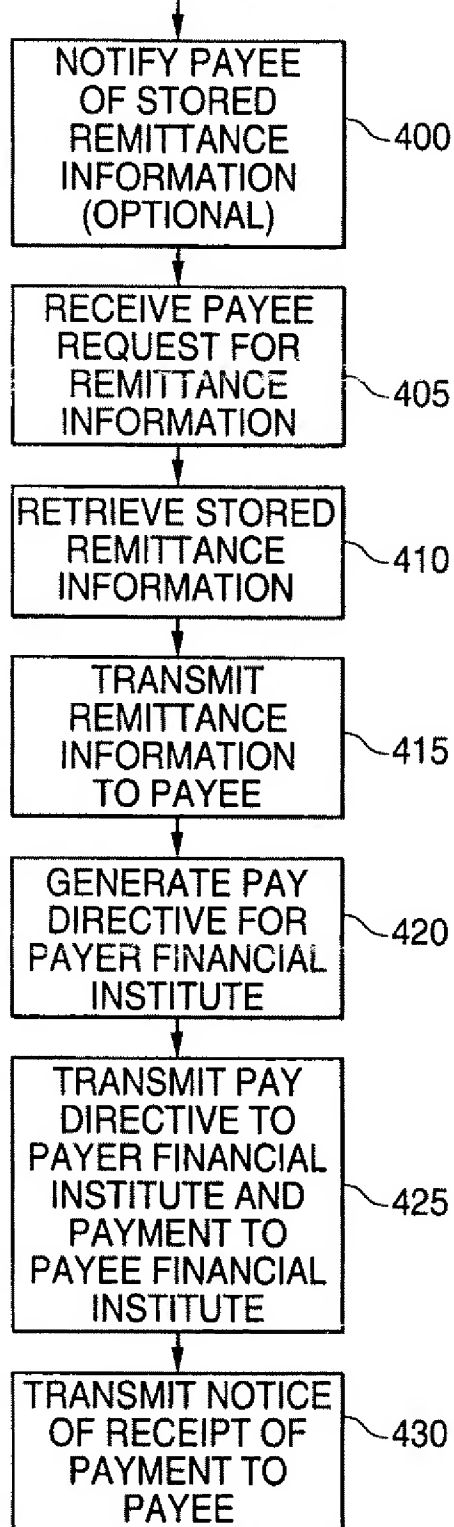 NOTIFY PAYEE
OF STORED
REMITTANCE
INFORMATION
(OPTIONAL)
400
RECEIVE PAYEE
REQUEST FOR
REMITTANCE
INFORMATION
405
RETRIEVE STORED
REMITTANCE
INFORMATION
410
TRANSMIT
REMITTANCE
INFORMATION
TO PAYEE
415
GENERATE PAY
DIRECTIVE FOR
PAYER FINANCIAL
INSTITUTE
420
TRANSMIT PAY
DIRECTIVE TO
PAYER FINANCIAL
INSTITUTE AND
PAYMENT TO
PAYEE FINANCIAL
INSTITUTE
425
TRANSMIT NOTICE
OF RECEIPT OF
PAYMENT TO
PAYEE
430